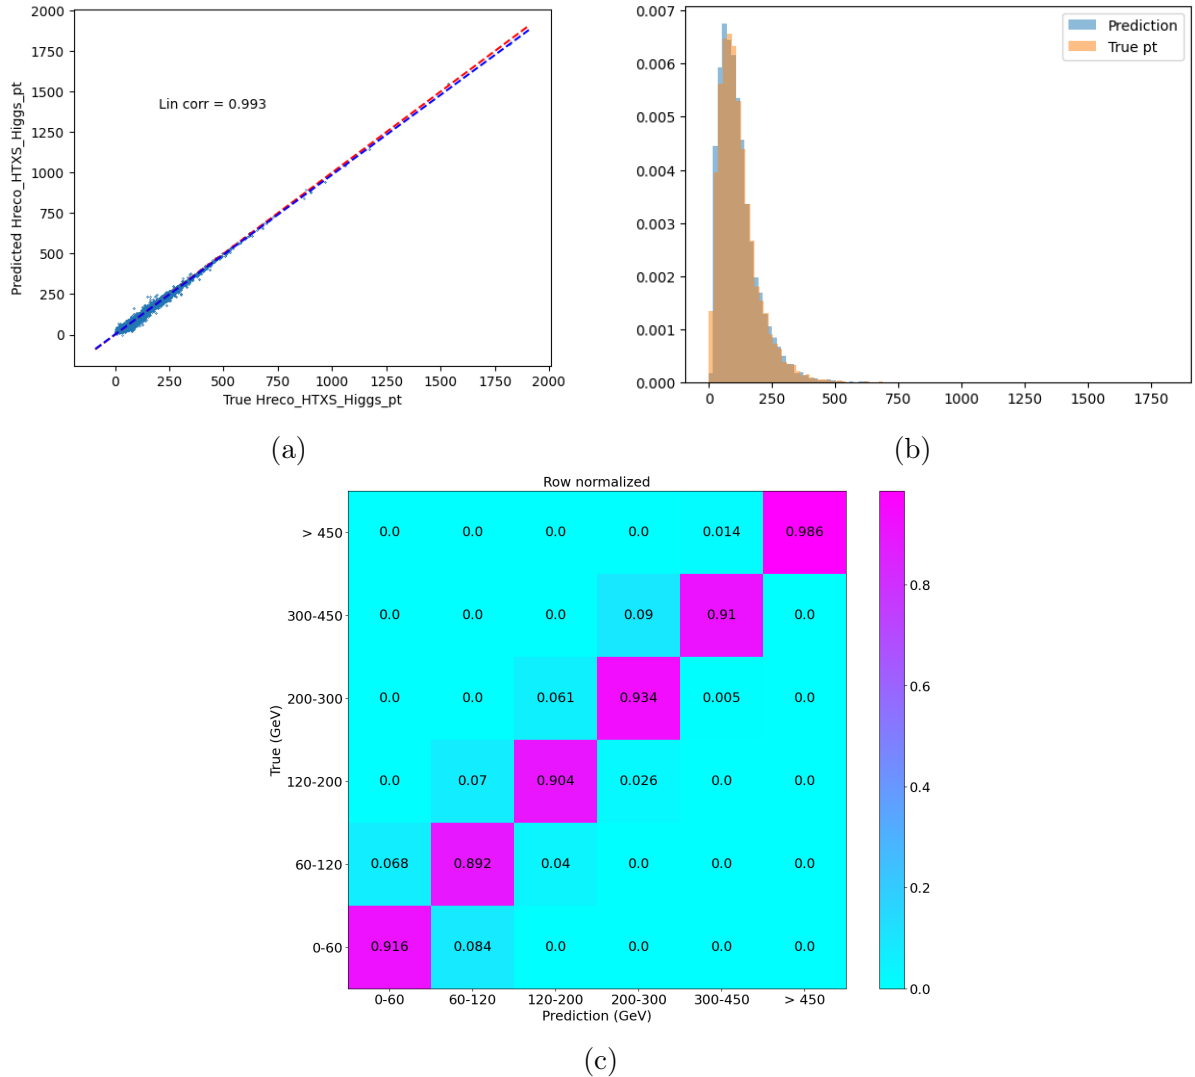 2000
1750
1500
1250
1000
750
500
250
0
Predicted Hreco_HTXS_Higgs_pt
Lin corr = 0.993
0 250 500 750 1000 1250 1500 1750 2000
True Hreco_HTXS_Higgs_pt
(a)
0.007
0.006
0.005
0.004
0.003
0.002
0.001
0.000
Prediction
True pt
0 250 500 750 1000 1250 1500 1750
(b)
Row normalized
True (GeV)
> 450 0.0 0.0 0.0 0.0 0.014 0.986
300-450 0.0 0.0 0.0 0.09 0.91 0.0
200-300 0.0 0.0 0.061 0.934 0.005 0.0
120-200 0.0 0.07 0.904 0.026 0.0 0.0
60-120 0.068 0.892 0.04 0.0 0.0 0.0
0-60 0.916 0.084 0.0 0.0 0.0 0.0
0-60 60-120 120-200 200-300 300-450 > 450
Prediction (GeV)
0.8
0.6
0.4
0.2
0.0
(c)